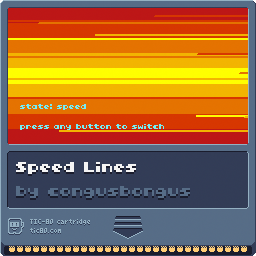 state: speed
press any button to switch
Speed Lines
by congusbongus
TIC-80 cartridge
tic80.com